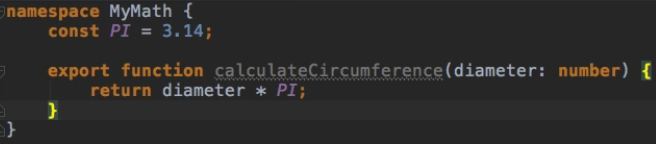 namespace MyMath {
    const PI = 3.14;

    export function calculateCircumference(diameter: number) {
        return diameter * PI;
    }
}